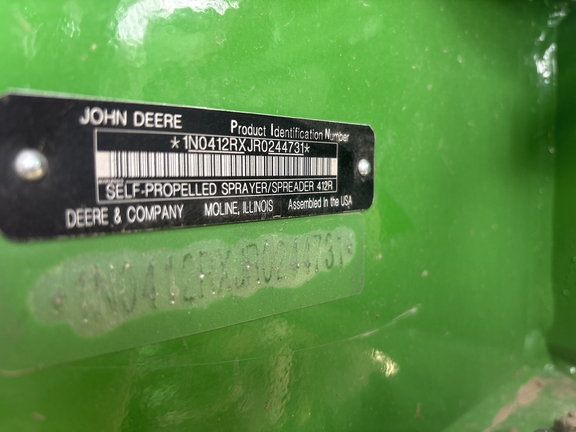 JOHN DEERE
Product Identification Number
*1N0412RXJR0244731*
SELF-PROPELLED SPRAYER/SPREADER 412R
DEERE & COMPANY MOLINE, ILLINOIS Assembled in the USA
*1N0412RXJR0244731*